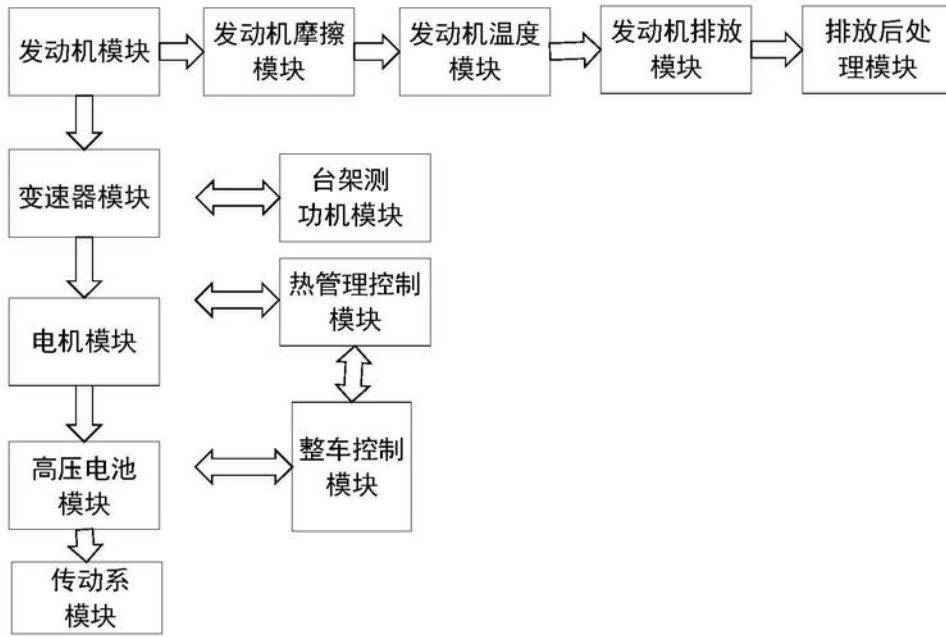 发动机模块
发动机摩擦
模块
发动机温度
模块
发动机排放
模块
排放后处
理模块
变速器模块
台架测
功机模块
热管理控制
模块
电机模块
整车控制
模块
高压电池
模块
传动系
模块